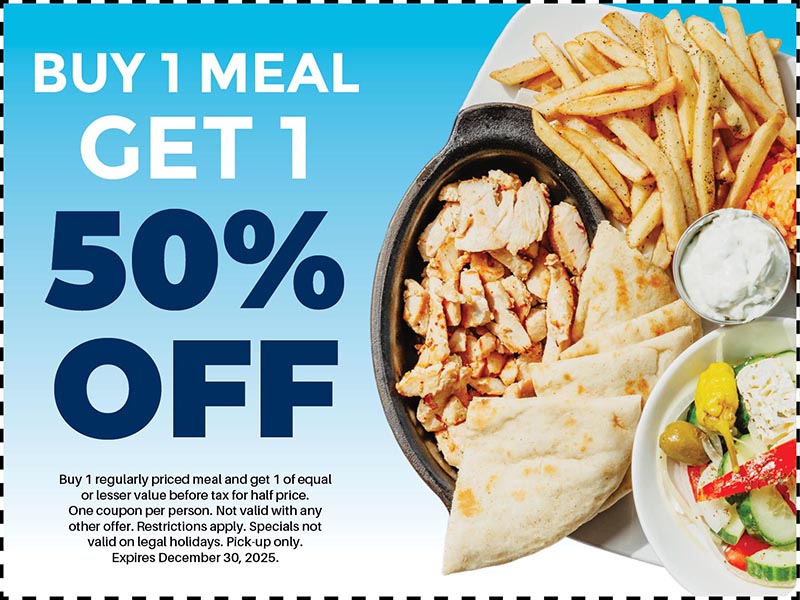 BUY 1 MEAL
GET 1
50%
OFF
Buy 1 regularly priced meal and get 1 of equal
or lesser value before tax for half price.
One coupon per person. Not valid with any
other offer. Restrictions apply. Specials not
valid on legal holidays. Pick-up only.
Expires December 30, 2025.